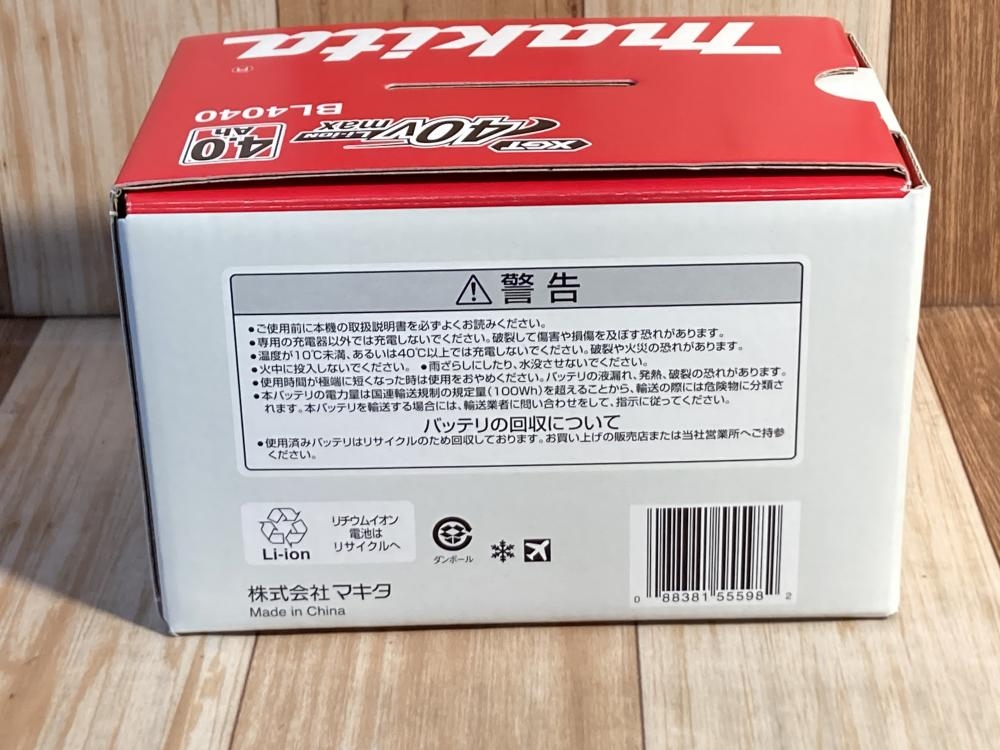 makita
®
BL4040
XGT
40Vmax
Li-ion
4.0
Ah
警告
●ご使用前に本機の取扱説明書を必ずよくお読みください。
●専用の充電器以外では充電しないでください。破裂して傷害や損傷を及ぼす恐れがあります。
●温度が10℃未満、あるいは40℃以上では充電しないでください。破裂や火災の恐れがあります。
●火中に投入しないでください。 ●雨ざらしにしたり、水没させないでください。
●使用時間が極端に短くなった時は使用をおやめください。バッテリの液漏れ、発熱、破裂の恐れがあります。
●本バッテリの電力量は国連輸送規制の規定量(100Wh)を超えることから、輸送の際には危険物に分類さ
れます。本バッテリを輸送する場合には、輸送業者に問い合わせをして、指示に従ってください。
バッテリの回収について
●使用済みバッテリはリサイクルのため回収しております。お買い上げの販売店または当社営業所へご持参
ください。
Li-ion
リチウムイオン
電池は
リサイクルへ
ダンボール
株式会社マキタ
Made in China
0 88381 55598 2